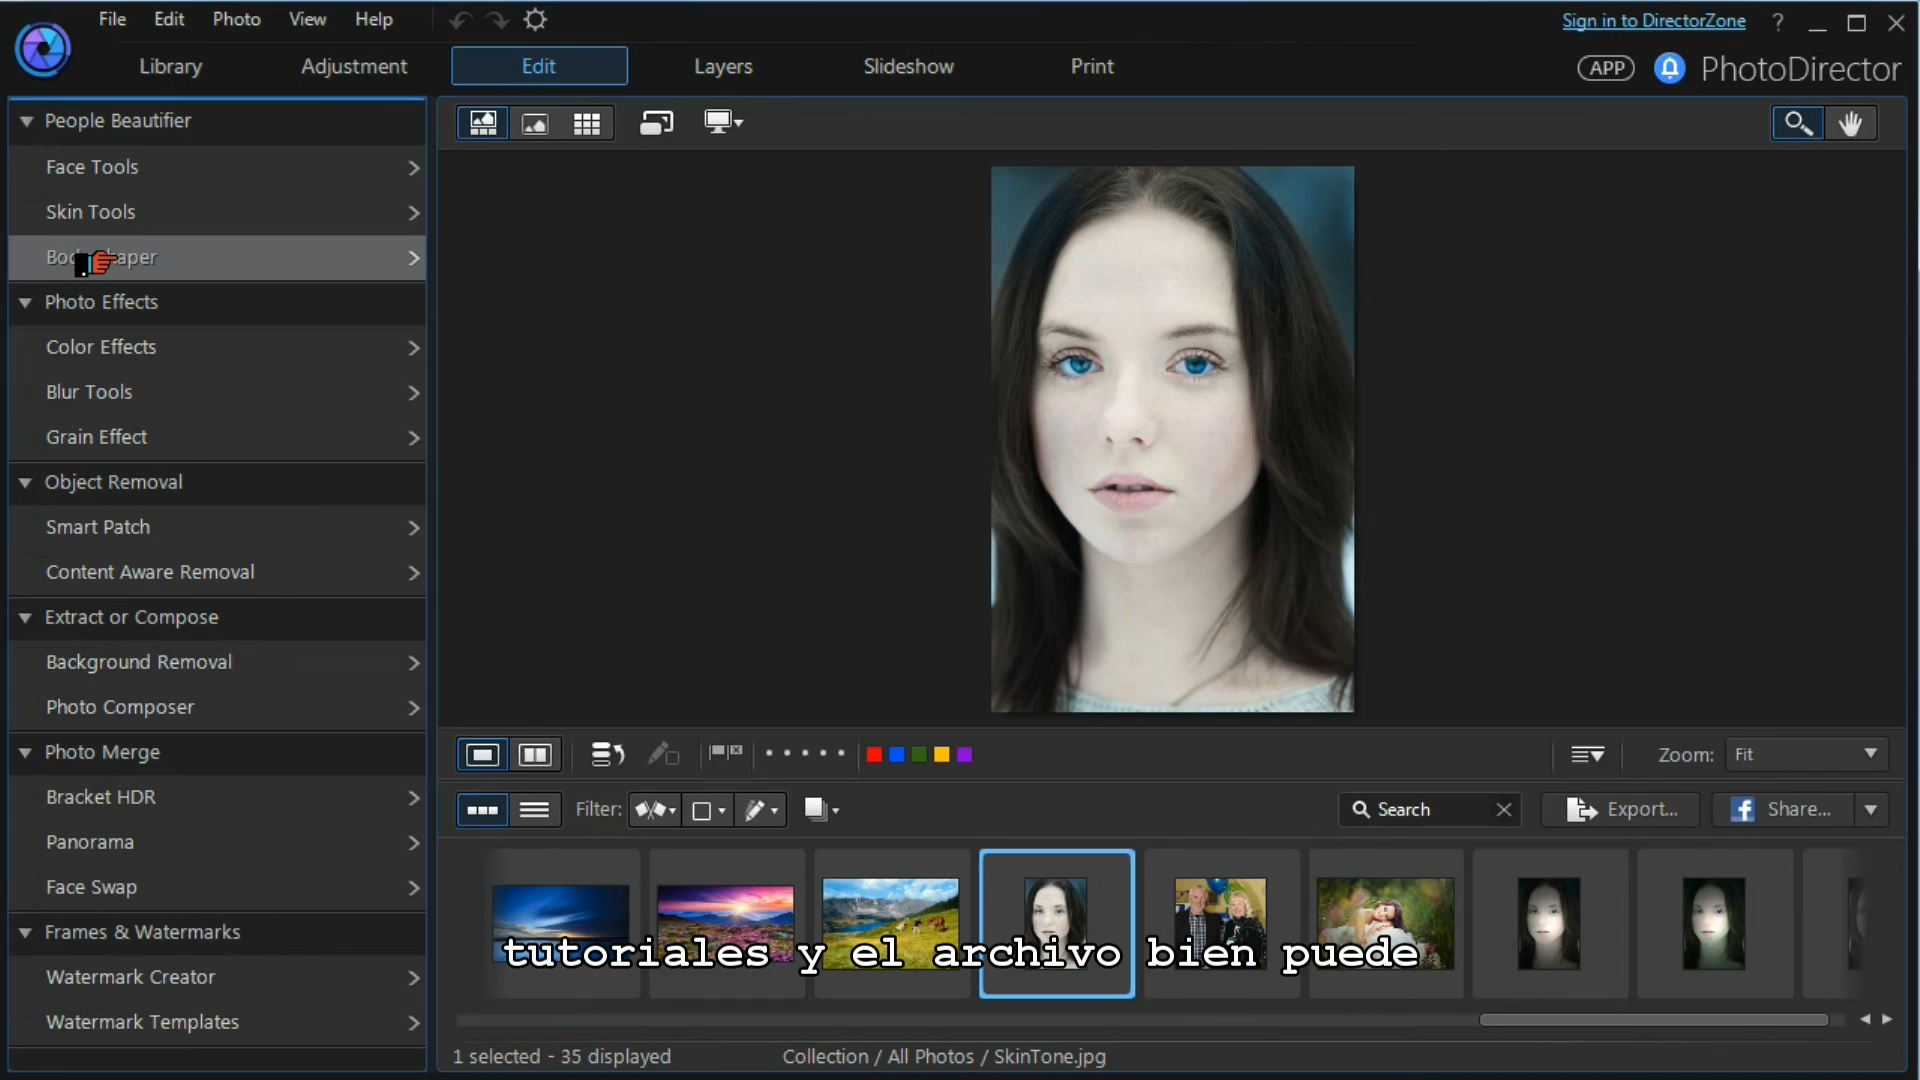 File Edit Photo View Help
Sign in to DirectorZone ?
Library Adjustment Edit Layers Slideshow Print
APP PhotoDirector
People Beautifier
Face Tools
Skin Tools
Photo Effects
Color Effects
Blur Tools
Grain Effect
Object Removal
Smart Patch
Content Aware Removal
Extract or Compose
Background Removal
Photo Composer
Photo Merge
Bracket HDR
Panorama
Face Swap
Frames & Watermarks
Watermark Creator
Watermark Templates
Zoom: Fit
Filter:
Search
Export...
Share...
tutoriales y el archivo bien puede
1 selected - 35 displayed
Collection / All Photos / SkinTone.jpg